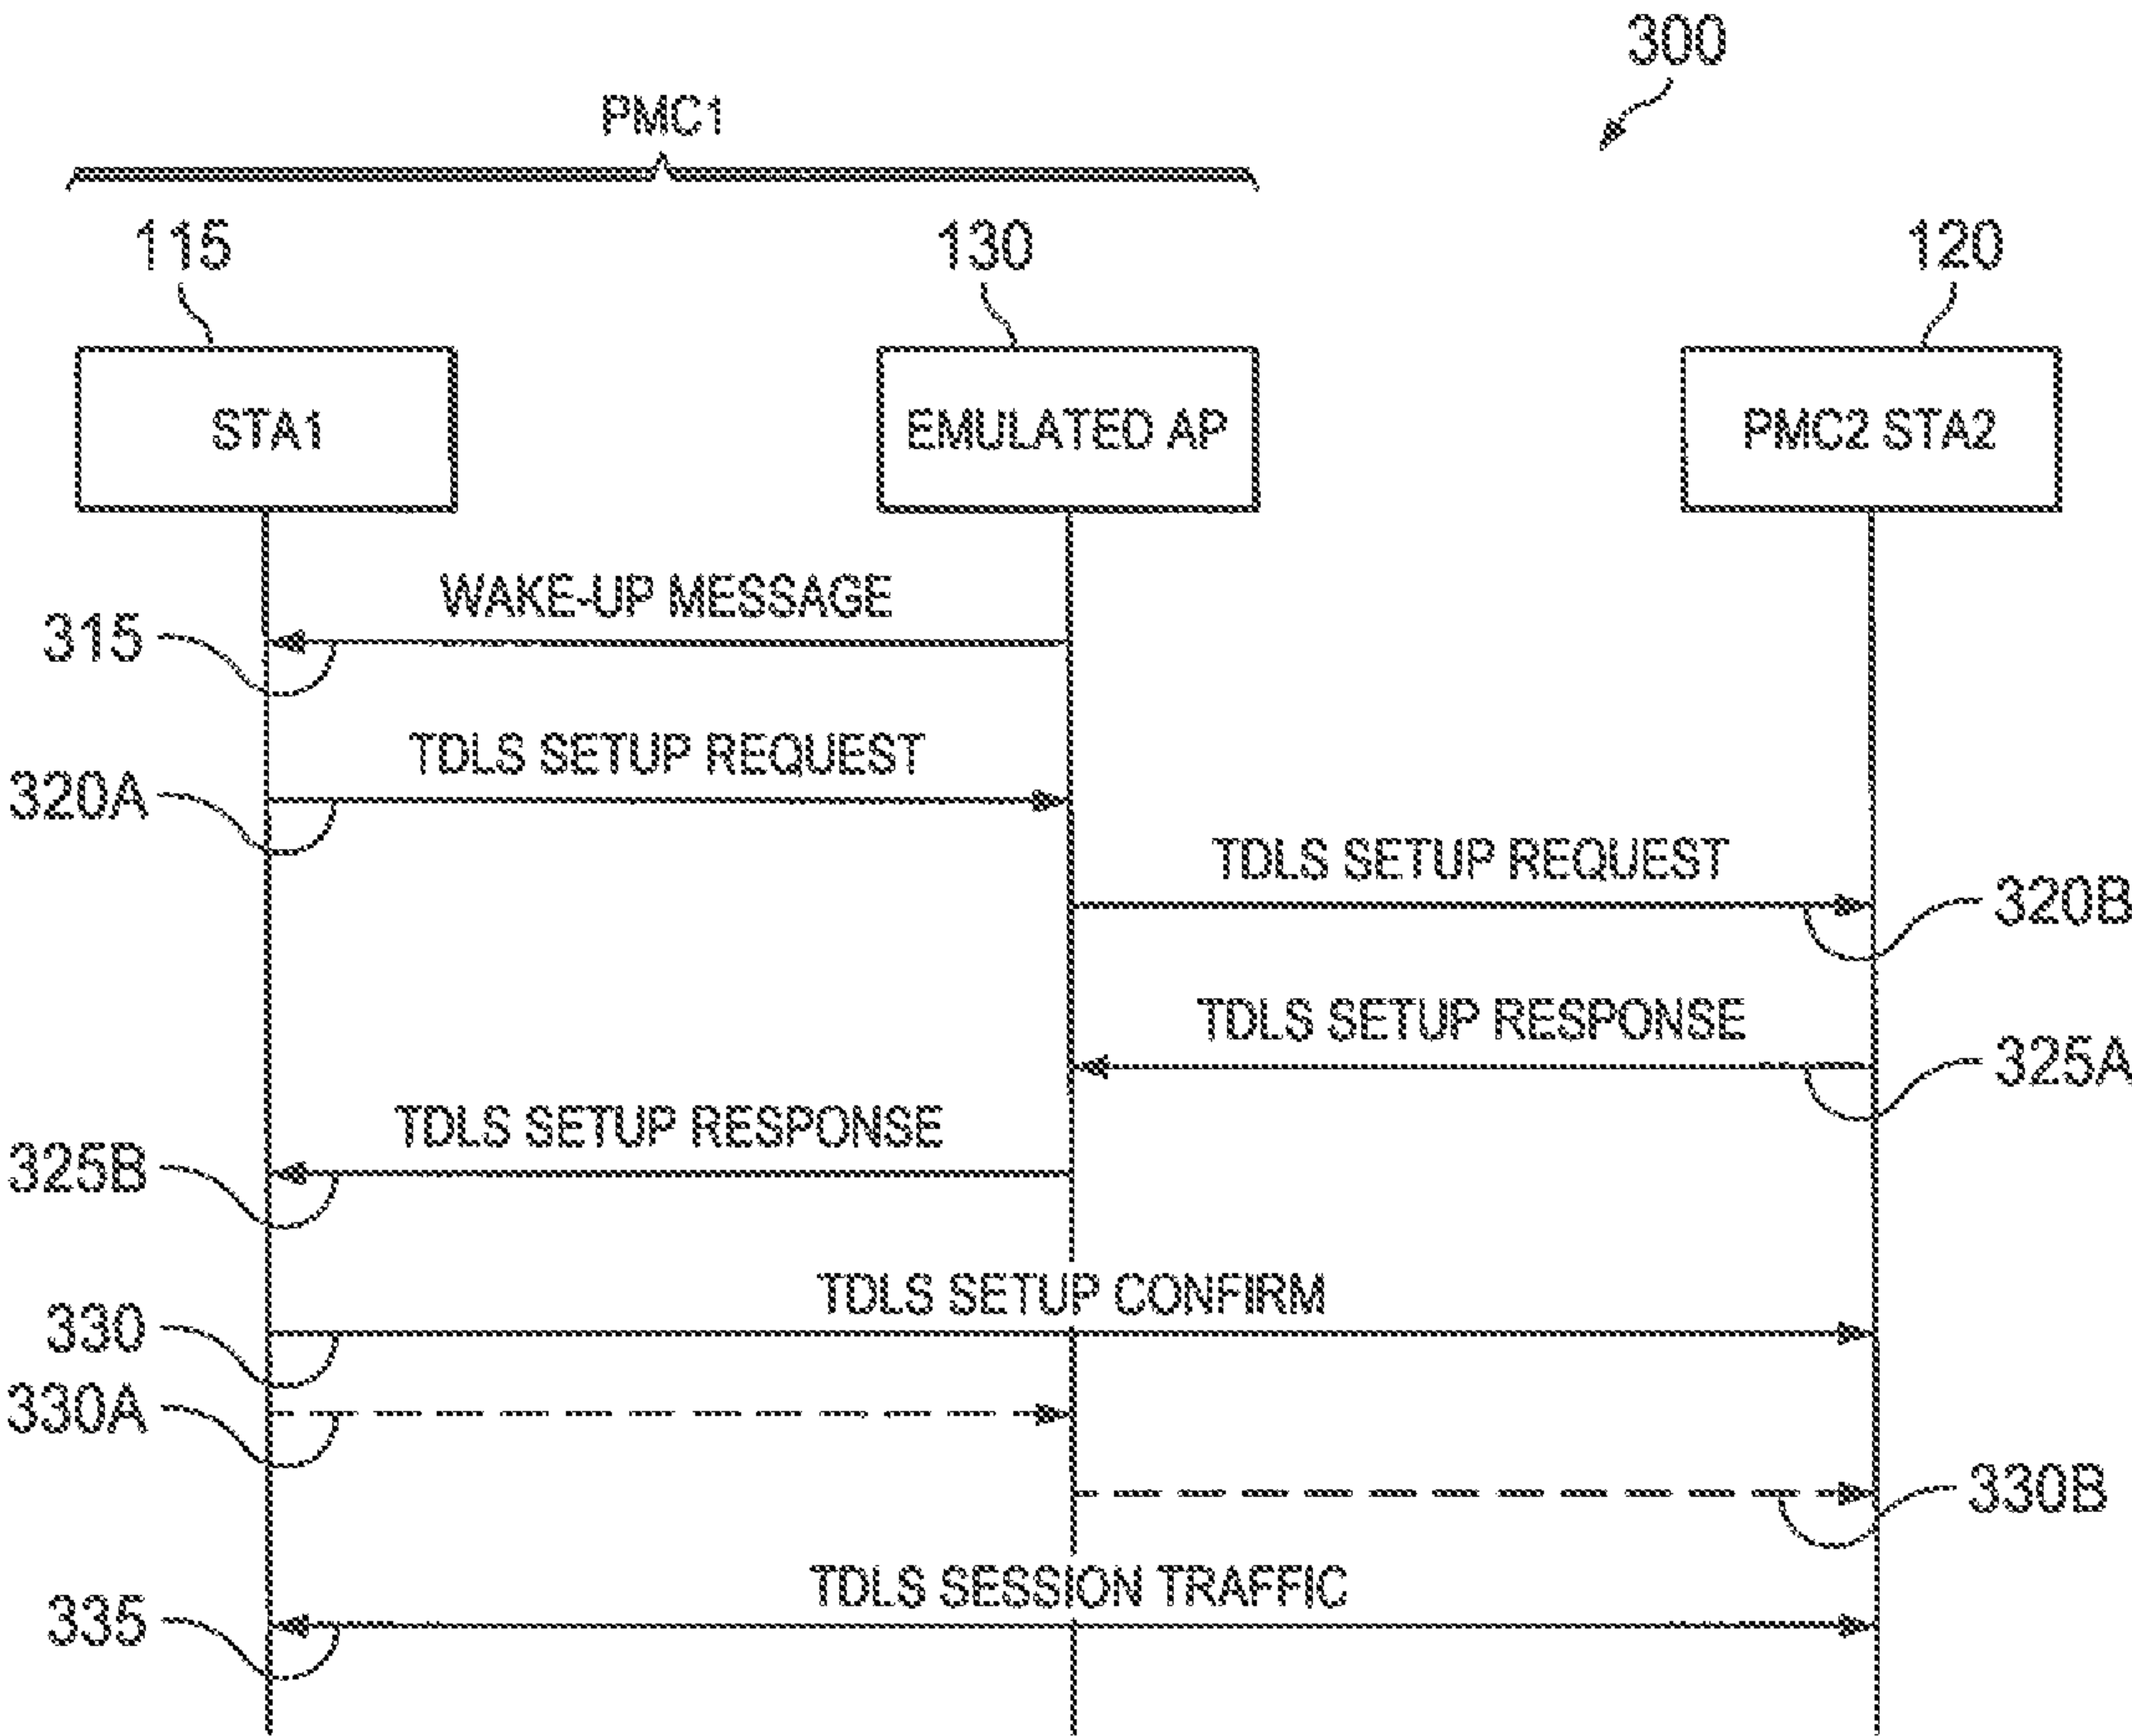 300
PMC1
115
130
120
STA1
EMULATED AP
PMC2 STA2
WAKE-UP MESSAGE
315
TDLS SETUP REQUEST
320A
TDLS SETUP REQUEST
320B
TDLS SETUP RESPONSE
325A
TDLS SETUP RESPONSE
325B
TDLS SETUP CONFIRM
330
330A
330B
TDLS SESSION TRAFFIC
335